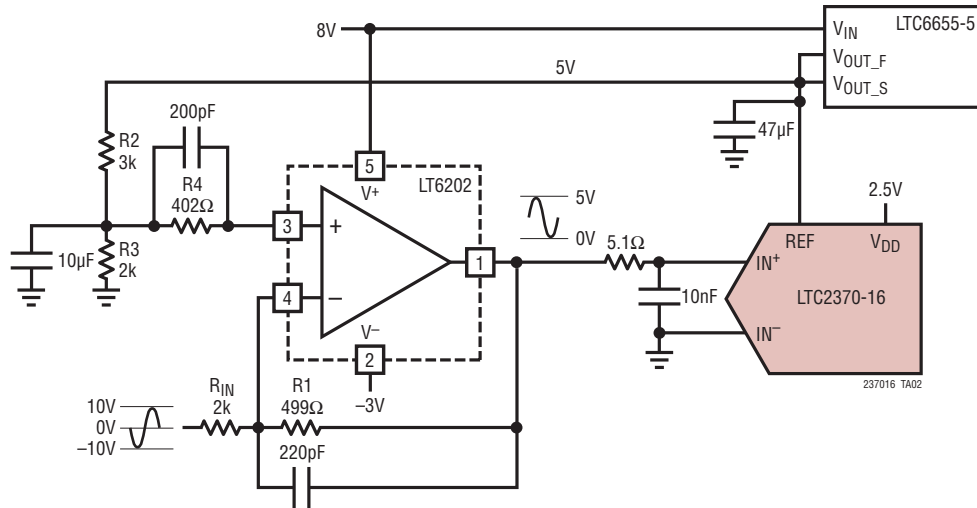 8V
V_IN
LTC6655-5
V_OUT_F
V_OUT_S
5V
200pF
47µF
R2
3k
R4
402Ω
5
V+
LT6202
3
+
10µF
R3
2k
5V
0V
2.5V
5.1Ω
REF
V_DD
1
IN+
4
–
10nF
LTC2370-16
IN–
V–
2
–3V
237016 TA02
10V
0V
–10V
R_IN
2k
R1
499Ω
220pF